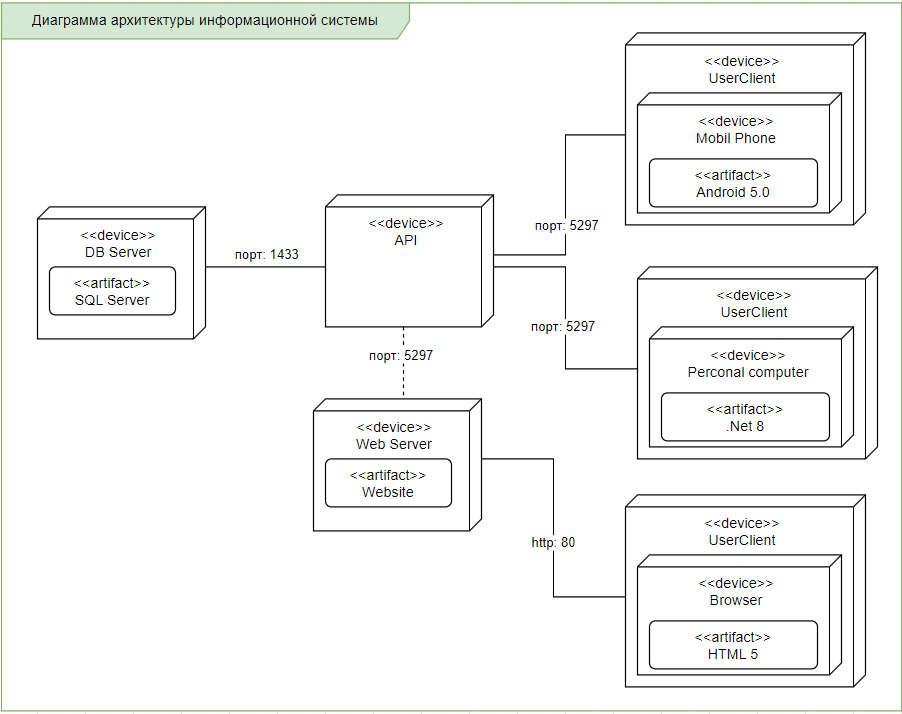 Диаграмма архитектуры информационной системы
<<device>>
UserClient
<<device>>
Mobil Phone
<<artifact>>
Android 5.0
<<device>>
DB Server
<<artifact>>
SQL Server
порт: 1433
<<device>>
API
порт: 5297
порт: 5297
<<device>>
UserClient
<<device>>
Perconal computer
<<artifact>>
.Net 8
порт: 5297
<<device>>
Web Server
<<artifact>>
Website
http: 80
<<device>>
UserClient
<<device>>
Browser
<<artifact>>
HTML 5